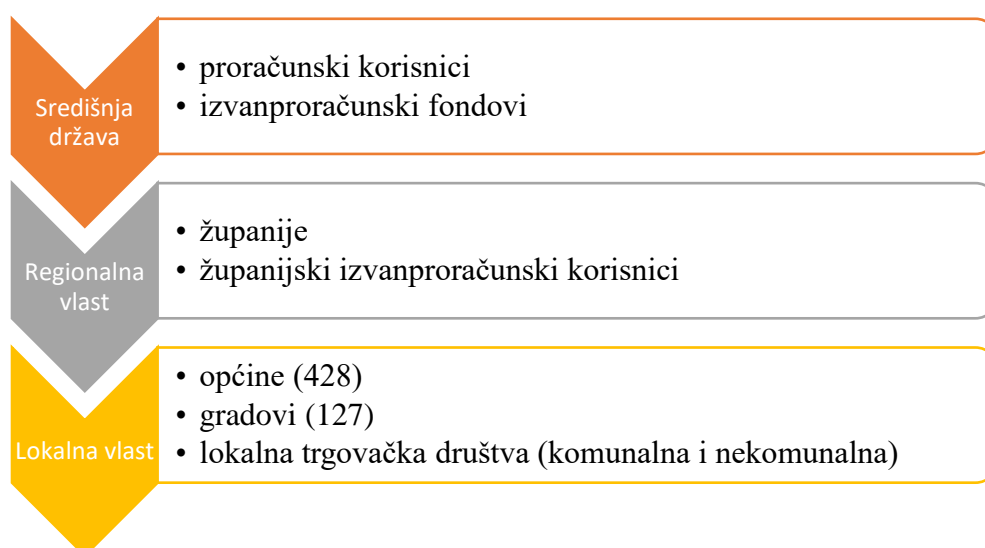 Središnja
država
• proračunski korisnici
• izvanproračunski fondovi
Regionalna
vlast
• županije
• županijski izvanproračunski korisnici
Lokalna vlast
• općine (428)
• gradovi (127)
• lokalna trgovačka društva (komunalna i nekomunalna)